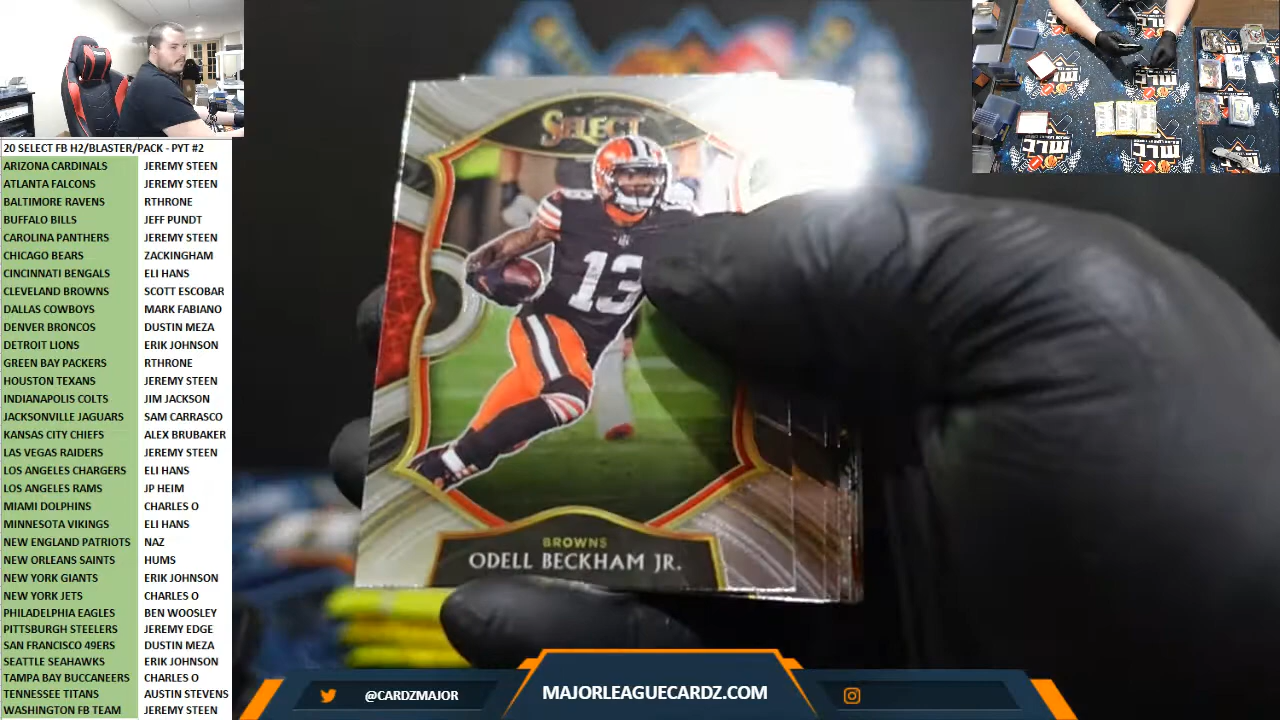 20 SELECT FB H2/BLASTER/PACK - PYT #2
ARIZONA CARDINALS JEREMY STEEN
ATLANTA FALCONS JEREMY STEEN
BALTIMORE RAVENS RTHRONE
BUFFALO BILLS JEFF PUNDT
CAROLINA PANTHERS JEREMY STEEN
CHICAGO BEARS ZACKINGHAM
CINCINNATI BENGALS ELI HANS
CLEVELAND BROWNS SCOTT ESCOBAR
DALLAS COWBOYS MARK FABIANO
DENVER BRONCOS DUSTIN MEZA
DETROIT LIONS ERIK JOHNSON
GREEN BAY PACKERS RTHRONE
HOUSTON TEXANS JEREMY STEEN
INDIANAPOLIS COLTS JIM JACKSON
JACKSONVILLE JAGUARS SAM CARRASCO
KANSAS CITY CHIEFS ALEX BRUBAKER
LAS VEGAS RAIDERS JEREMY STEEN
LOS ANGELES CHARGERS ELI HANS
LOS ANGELES RAMS JP HEIM
MIAMI DOLPHINS CHARLES O
MINNESOTA VIKINGS ELI HANS
NEW ENGLAND PATRIOTS NAZ
NEW ORLEANS SAINTS HUMS
NEW YORK GIANTS ERIK JOHNSON
NEW YORK JETS CHARLES O
PHILADELPHIA EAGLES BEN WOOSLEY
PITTSBURGH STEELERS JEREMY EDGE
SAN FRANCISCO 49ERS DUSTIN MEZA
SEATTLE SEAHAWKS ERIK JOHNSON
TAMPA BAY BUCCANEERS CHARLES O
TENNESSEE TITANS AUSTIN STEVENS
WASHINGTON FB TEAM JEREMY STEEN
SELECT
13
BROWNS
ODELL BECKHAM JR.
MLC
MLC
MLC
MLC
@CARDZMAJOR
MAJORLEAGUECARDZ.COM